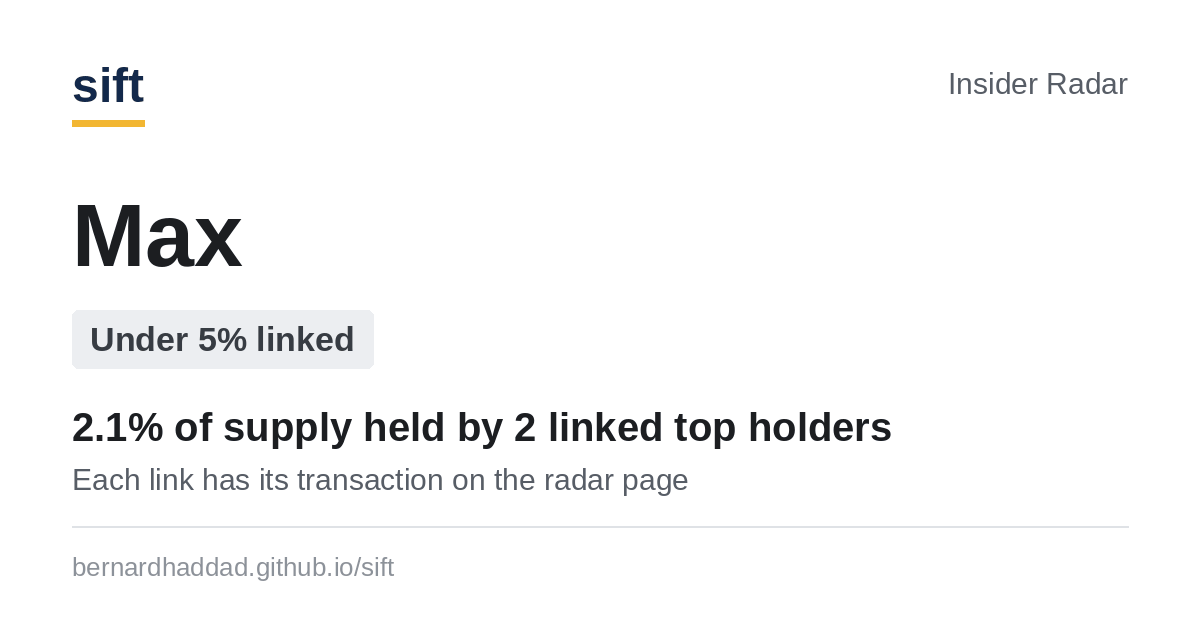 sift
Insider Radar
Max
Under 5% linked
2.1% of supply held by 2 linked top holders
Each link has its transaction on the radar page
bernardhaddad.github.io/sift